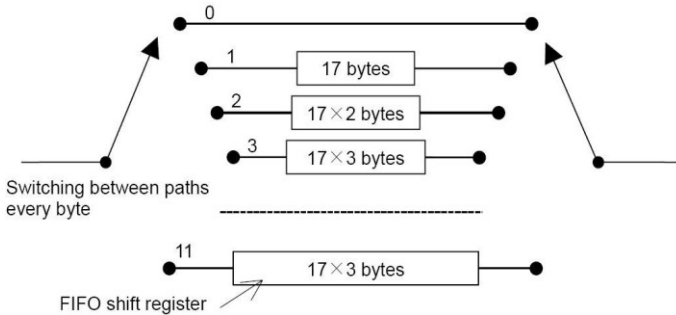 0
1
17 bytes
2
17×2 bytes
3
17×3 bytes
Switching between paths
every byte
11
17×3 bytes
FIFO shift register